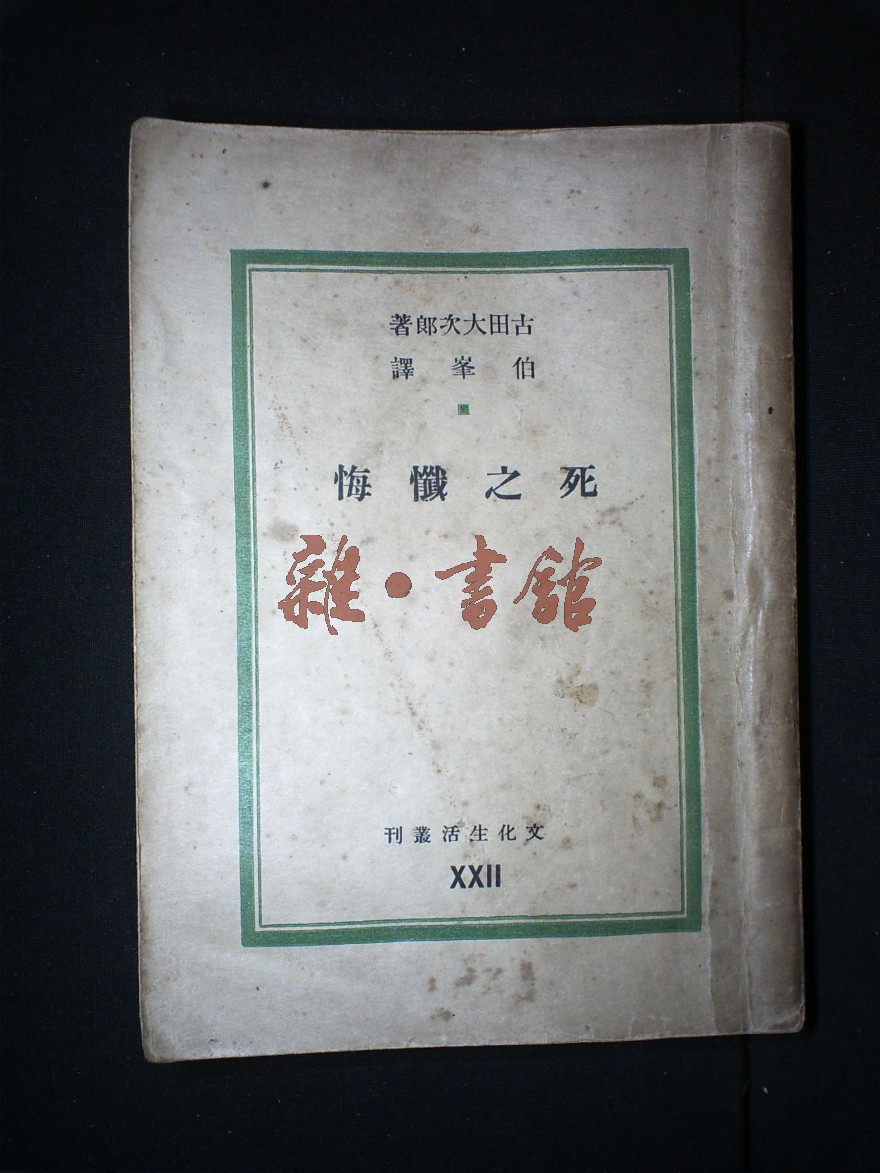 古田大次郎著
伯峯譯
死之懺悔
雜•書館
文化生活叢刊
XXII